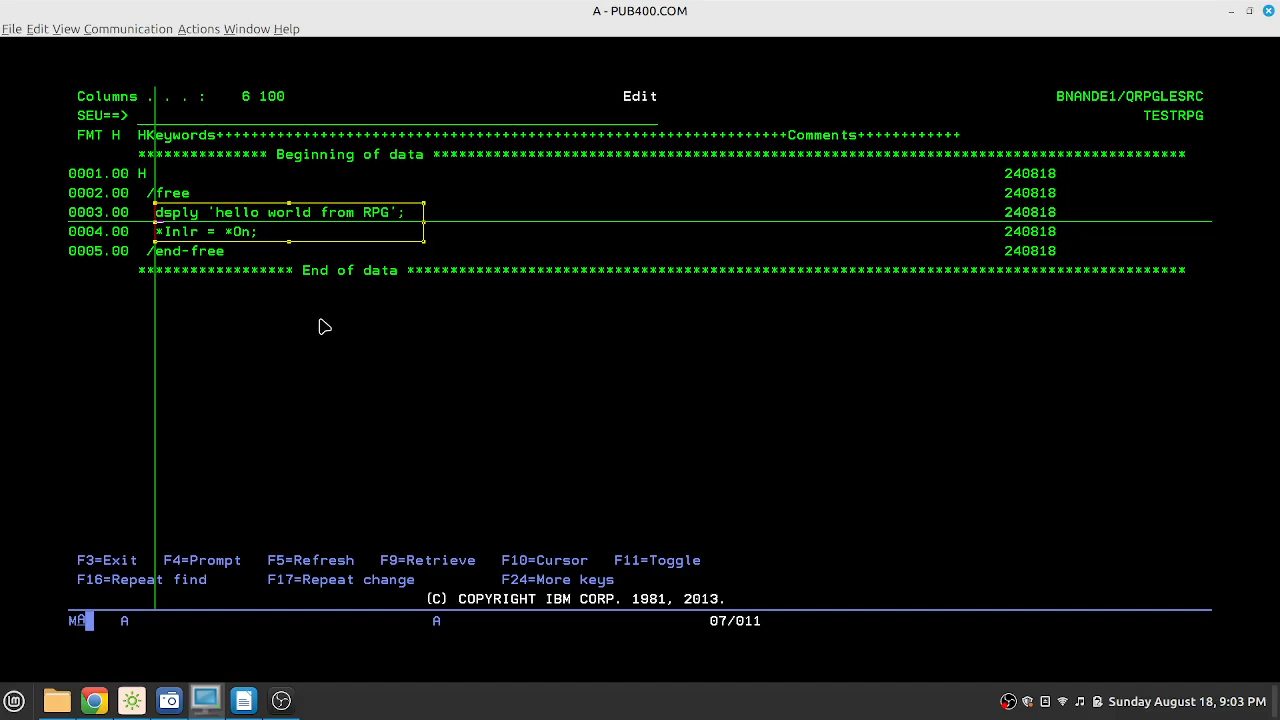 A - PUB400.COM
File Edit View Communication Actions Window Help
Columns . . . :    6 100    Edit    BNANDE1/QRPGLESRC
SEU==>    TESTRPG
FMT H  HKeywords++++++++++++++++++++++++++++++++++++++++++++++++++++++++++++++++++Comments++++++++++++
*************** Beginning of data ***************************************************************************************
0001.00 H    240818
0002.00  /free    240818
0003.00   dsply 'hello world from RPG';    240818
0004.00   *Inlr = *On;    240818
0005.00  /end-free    240818
****************** End of data ******************************************************************************************
F3=Exit   F4=Prompt   F5=Refresh   F9=Retrieve   F10=Cursor   F11=Toggle
F16=Repeat find   F17=Repeat change   F24=More keys
(C) COPYRIGHT IBM CORP. 1981, 2013.
MA    A    A    07/011
Sunday August 18, 9:03 PM